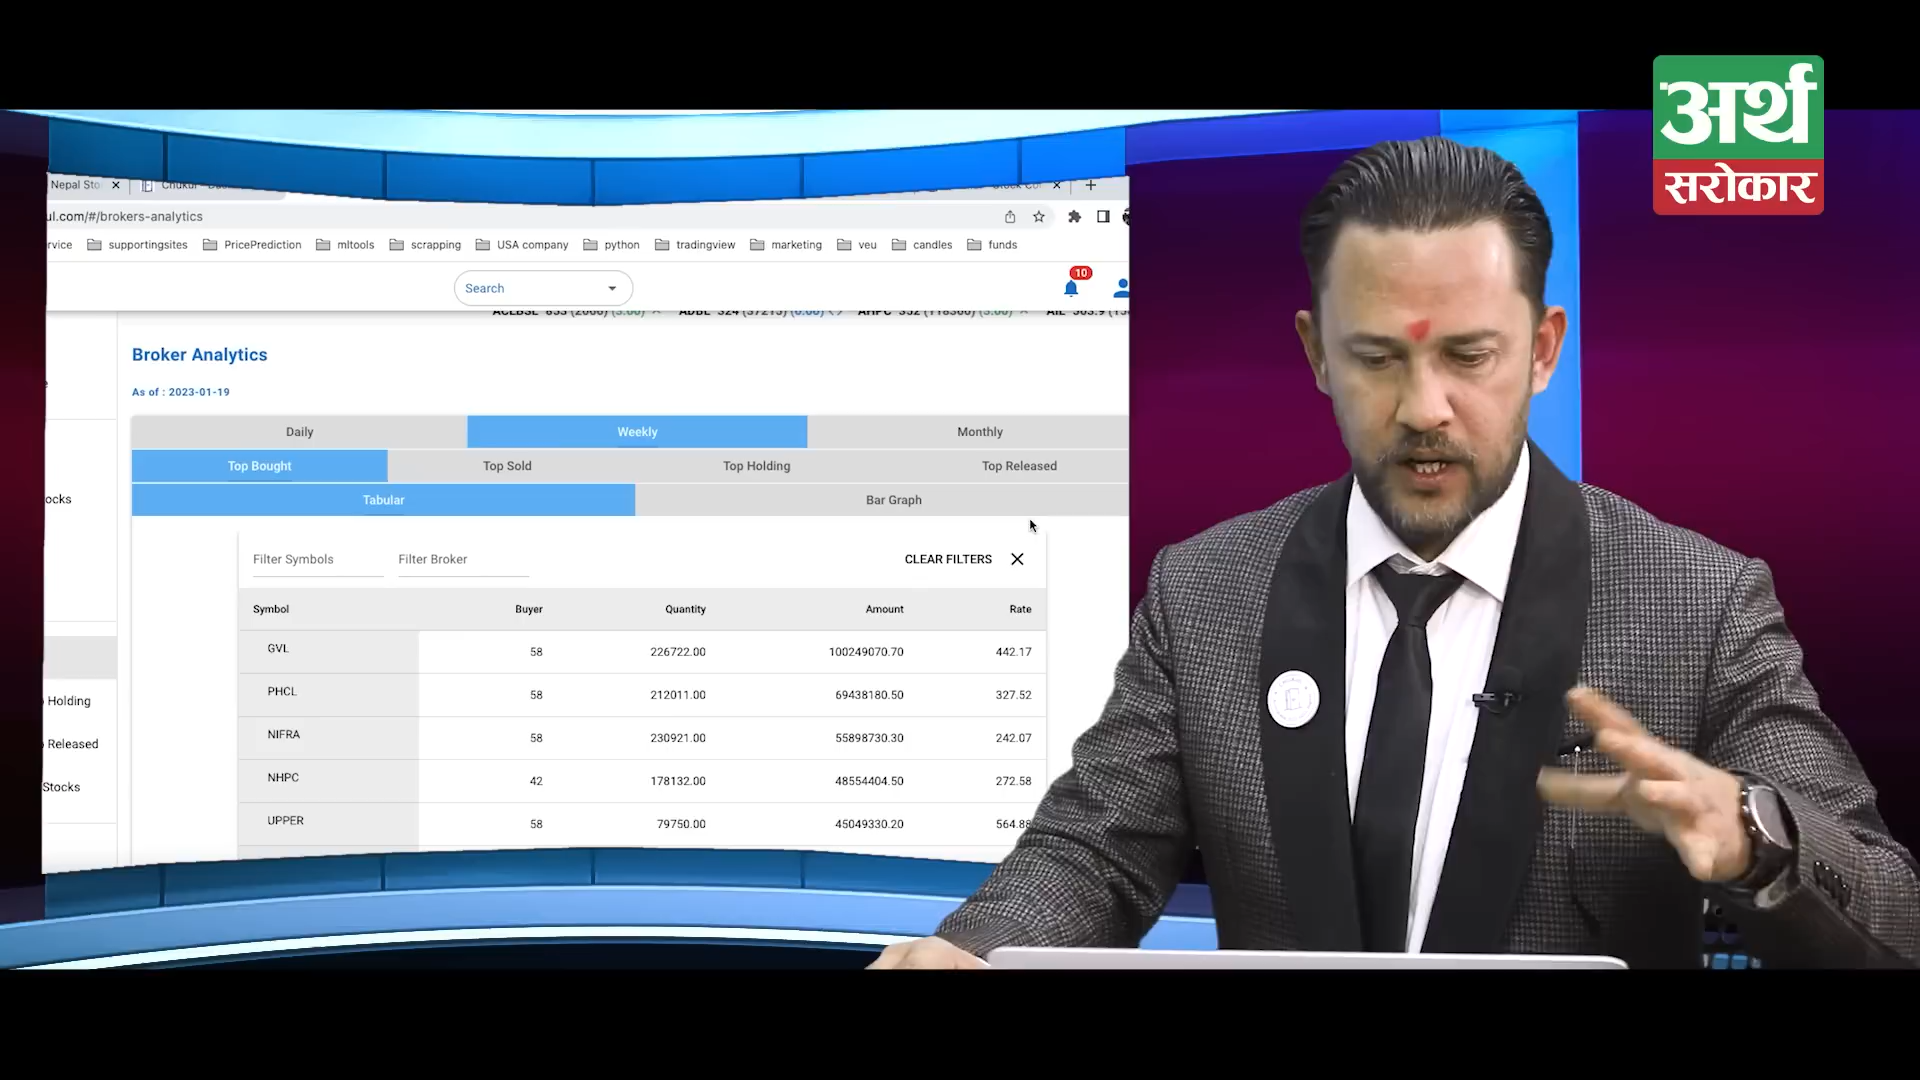 अर्थ
सरोकार
Nepal Sto
ul.com/#/brokers-analytics
rvice supportingsites PricePrediction mltools scrapping USA company python tradingview marketing veu candles funds
Search
10
Broker Analytics
As of : 2023-01-19
Daily Weekly Monthly
Top Bought Top Sold Top Holding Top Released
Tabular Bar Graph
ocks
Filter Symbols Filter Broker CLEAR FILTERS
Symbol Buyer Quantity Amount Rate
GVL 58 226722.00 100249070.70 442.17
PHCL 58 212011.00 69438180.50 327.52
NIFRA 58 230921.00 55898730.30 242.07
NHPC 42 178132.00 48554404.50 272.58
UPPER 58 79750.00 45049330.20 564.88
Holding
Released
Stocks